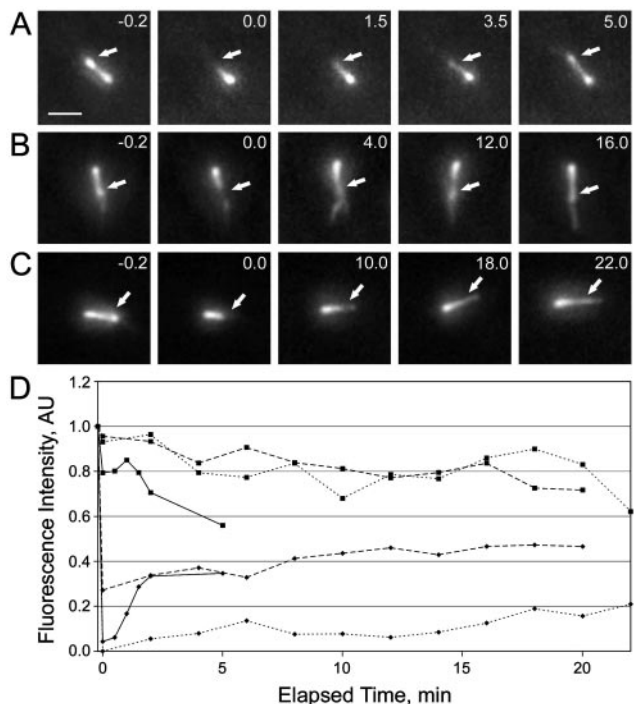 A -0.2 0.0 1.5 3.5 5.0
B -0.2 0.0 4.0 12.0 16.0
C -0.2 0.0 10.0 18.0 22.0
D
1.2
1.0
0.8
0.6
0.4
0.2
0.0
Fluorescence Intensity, AU
0 5 10 15 20
Elapsed Time, min